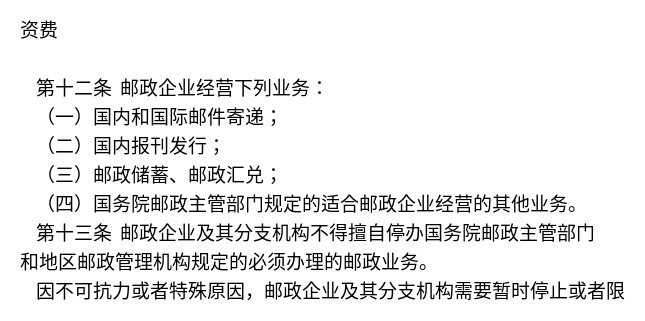 资费
第十二条 邮政企业经营下列业务：
（一）国内和国际邮件寄递；
（二）国内报刊发行；
（三）邮政储蓄、邮政汇兑；
（四）国务院邮政主管部门规定的适合邮政企业经营的其他业务。
第十三条 邮政企业及其分支机构不得擅自停办国务院邮政主管部门
和地区邮政管理机构规定的必须办理的邮政业务。
因不可抗力或者特殊原因，邮政企业及其分支机构需要暂时停止或者限